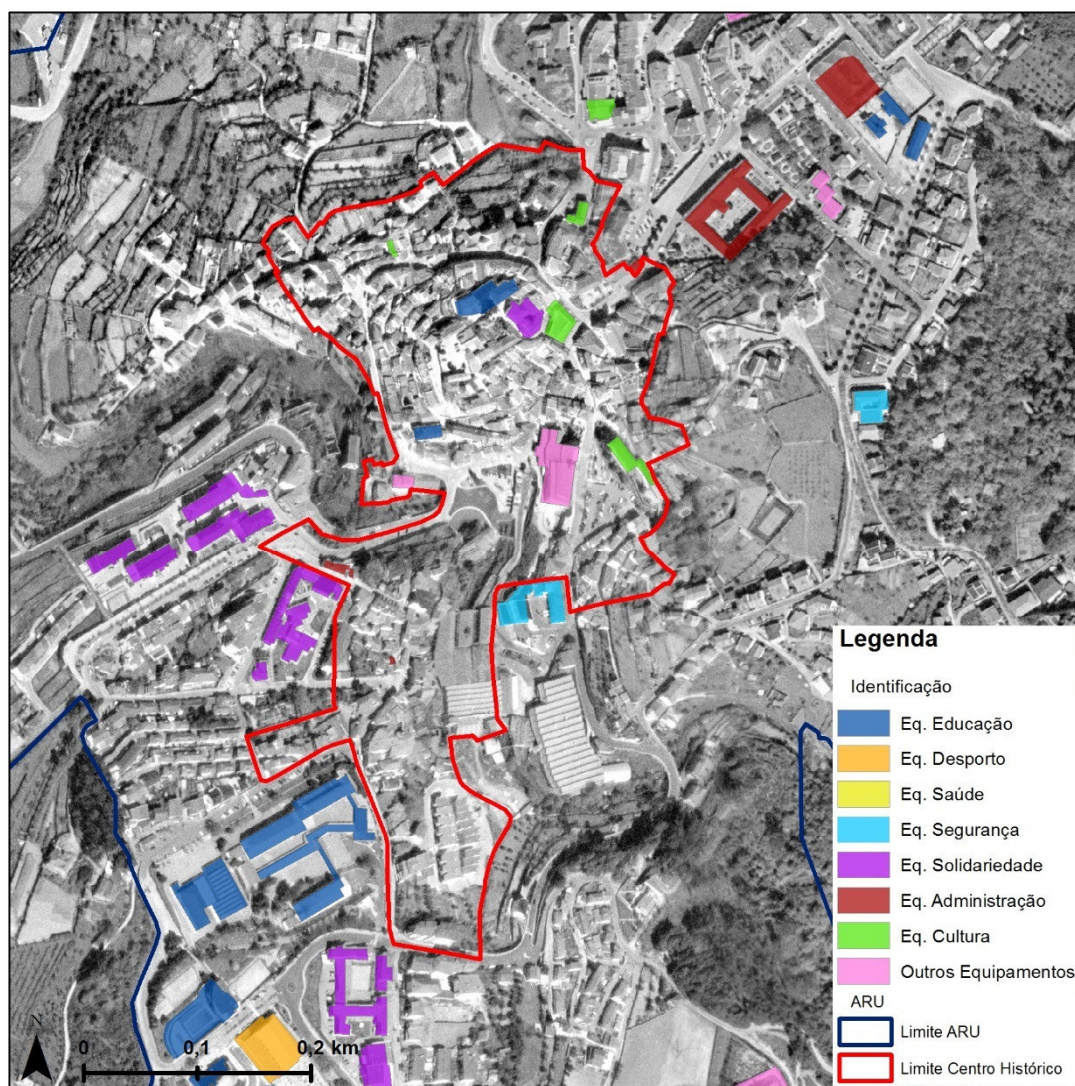 Legenda
Identificação
Eq. Educação
Eq. Desporto
Eq. Saúde
Eq. Segurança
Eq. Solidariedade
Eq. Administração
Eq. Cultura
Outros Equipamentos
ARU
Limite ARU
Limite Centro Histórico
N
0 0,1 0,2 km